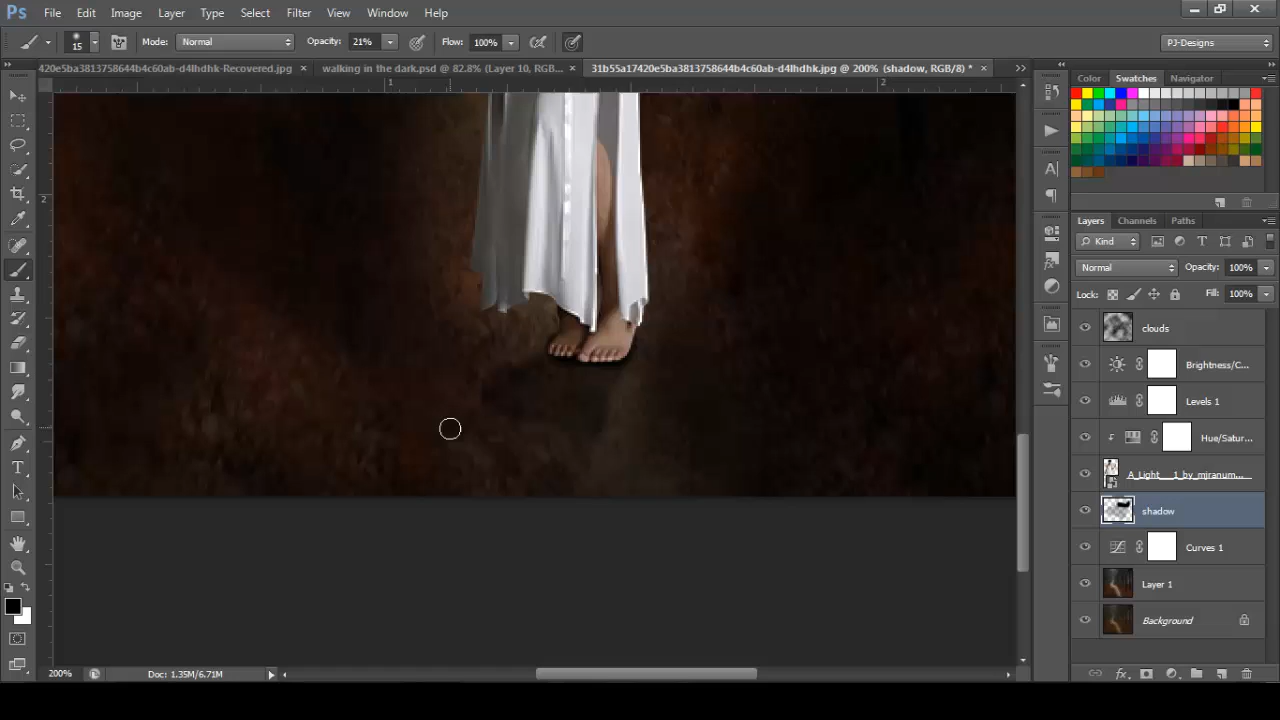 Ps File Edit Image Layer Type Select Filter View Window Help
15 Mode: Normal Opacity: 21% Flow: 100% PJ-Designs
420e5ba3813758644b4c60ab-d4lhdhk-Recovered.jpg × walking in the dark.psd @ 82.8% (Layer 10, RGB... × 31b55a17420e5ba3813758644b4c60ab-d4lhdhk.jpg @ 200% (shadow, RGB/8) * ×
Color Swatches Navigator
1 2
2
Layers Channels Paths
Kind
Normal Opacity: 100%
Lock: Fill: 100%
clouds
Brightness/C...
Levels 1
Hue/Satur...
A_Light___1_by_mjranum...
shadow
Curves 1
Layer 1
Background
200% Doc: 1.35M/6.71M